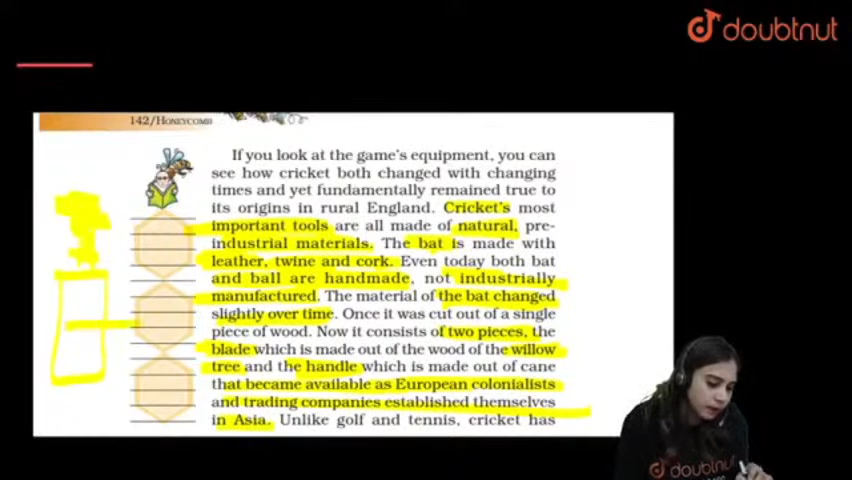 doubtnut
142/HONEYCOMB
If you look at the game's equipment, you can
see how cricket both changed with changing
times and yet fundamentally remained true to
its origins in rural England. Cricket's most
important tools are all made of natural, pre-
industrial materials. The bat is made with
leather, twine and cork. Even today both bat
and ball are handmade, not industrially
manufactured. The material of the bat changed
slightly over time. Once it was cut out of a single
piece of wood. Now it consists of two pieces, the
blade which is made out of the wood of the willow
tree and the handle which is made out of cane
that became available as European colonialists
and trading companies established themselves
in Asia. Unlike golf and tennis, cricket has
doubtnut